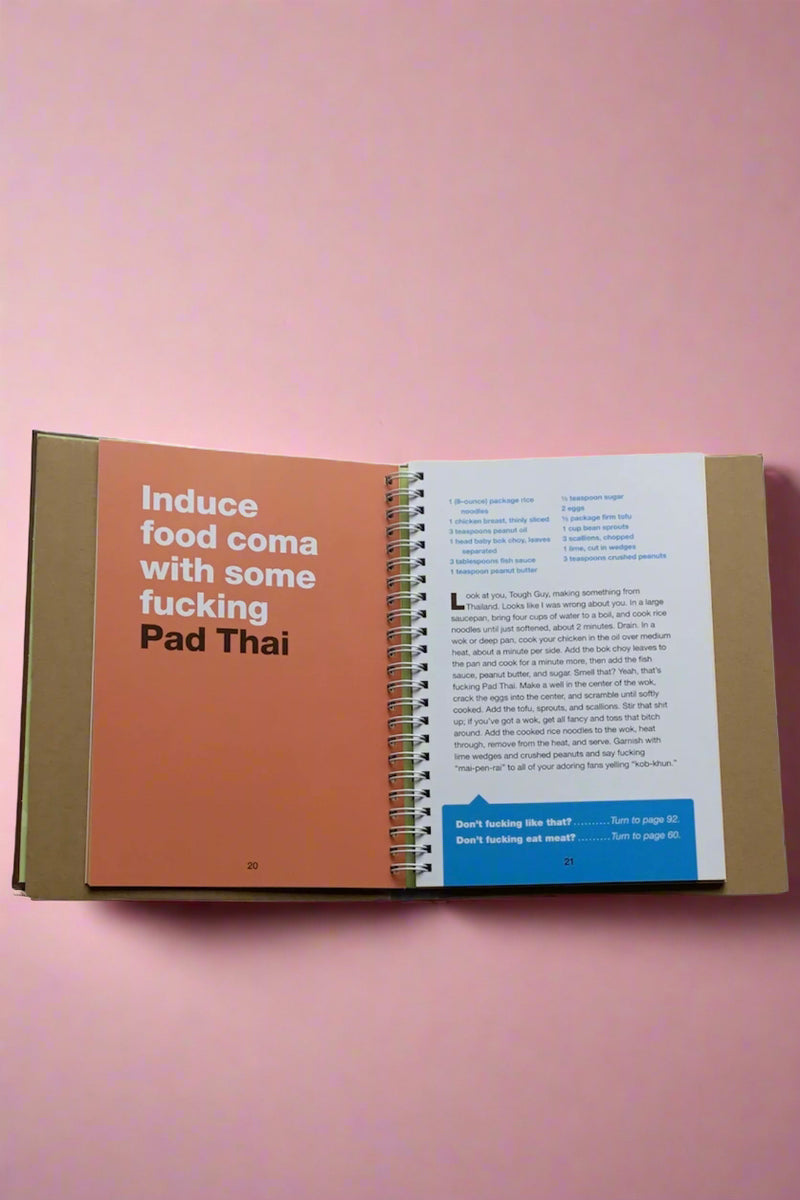 Induce
food coma
with some
fucking
Pad Thai
20
1 (8-ounce) package rice
noodles
1 chicken breast, thinly sliced
3 teaspoons peanut oil
1 head baby bok choy, leaves
separated
3 tablespoons fish sauce
1 teaspoon peanut butter
½ teaspoon sugar
2 eggs
package firm tofu
1 cup bean sprouts
3 scallions, chopped
1 lime, cut in wedges
3 teaspoons crushed peanuts
Look at you, Tough Guy, making something from
Thailand. Looks like I was wrong about you. In a large
saucepan, bring four cups of water to a boil, and cook rice
noodles until just softened, about 2 minutes. Drain. In a
wok or deep pan, cook your chicken in the oil over medium
heat, about a minute per side. Add the bok choy leaves to
the pan and cook for a minute more, then add the fish
sauce, peanut butter, and sugar. Smell that? Yeah, that's
fucking Pad Thai. Make a well in the center of the wok,
crack the eggs into the center, and scramble until softly
cooked. Add the tofu, sprouts, and scallions. Stir that shit
up; if you've got a wok, get all fancy and toss that bitch
around. Add the cooked rice noodles to the wok, heat
through, remove from the heat, and serve. Garnish with
lime wedges and crushed peanuts and say fucking
"mai-pen-rai" to all of your adoring fans yelling "kob-khun."
Don't fucking like that?..........Turn to page 92.
Don't fucking eat meat?.........Turn to page 60.
21